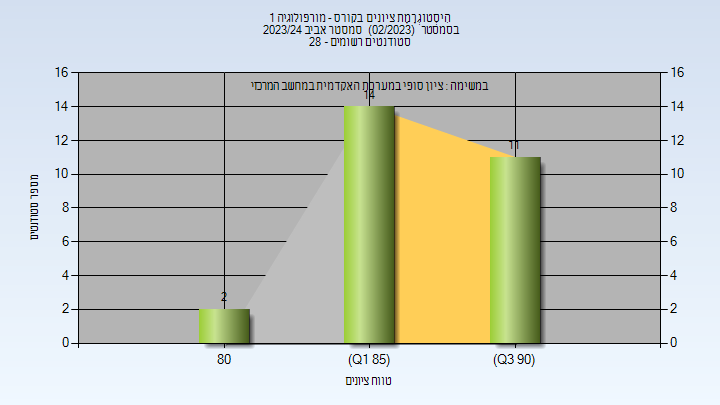 היסטוגרמת ציונים בקורס - מורפולוגיה 1
בסמסטר (02/2023) סמסטר אביב 2023/24
סטודנטים רשומים - 28
במשימה : ציון סופי במערכת האקדמית במחשב המרכזי
מספר סטודנטים
16 16
14 14
12 12
10 10
8 8
6 6
4 4
2 2
0 0
2
14
11
80
(Q1 85)
(Q3 90)
טווח ציונים